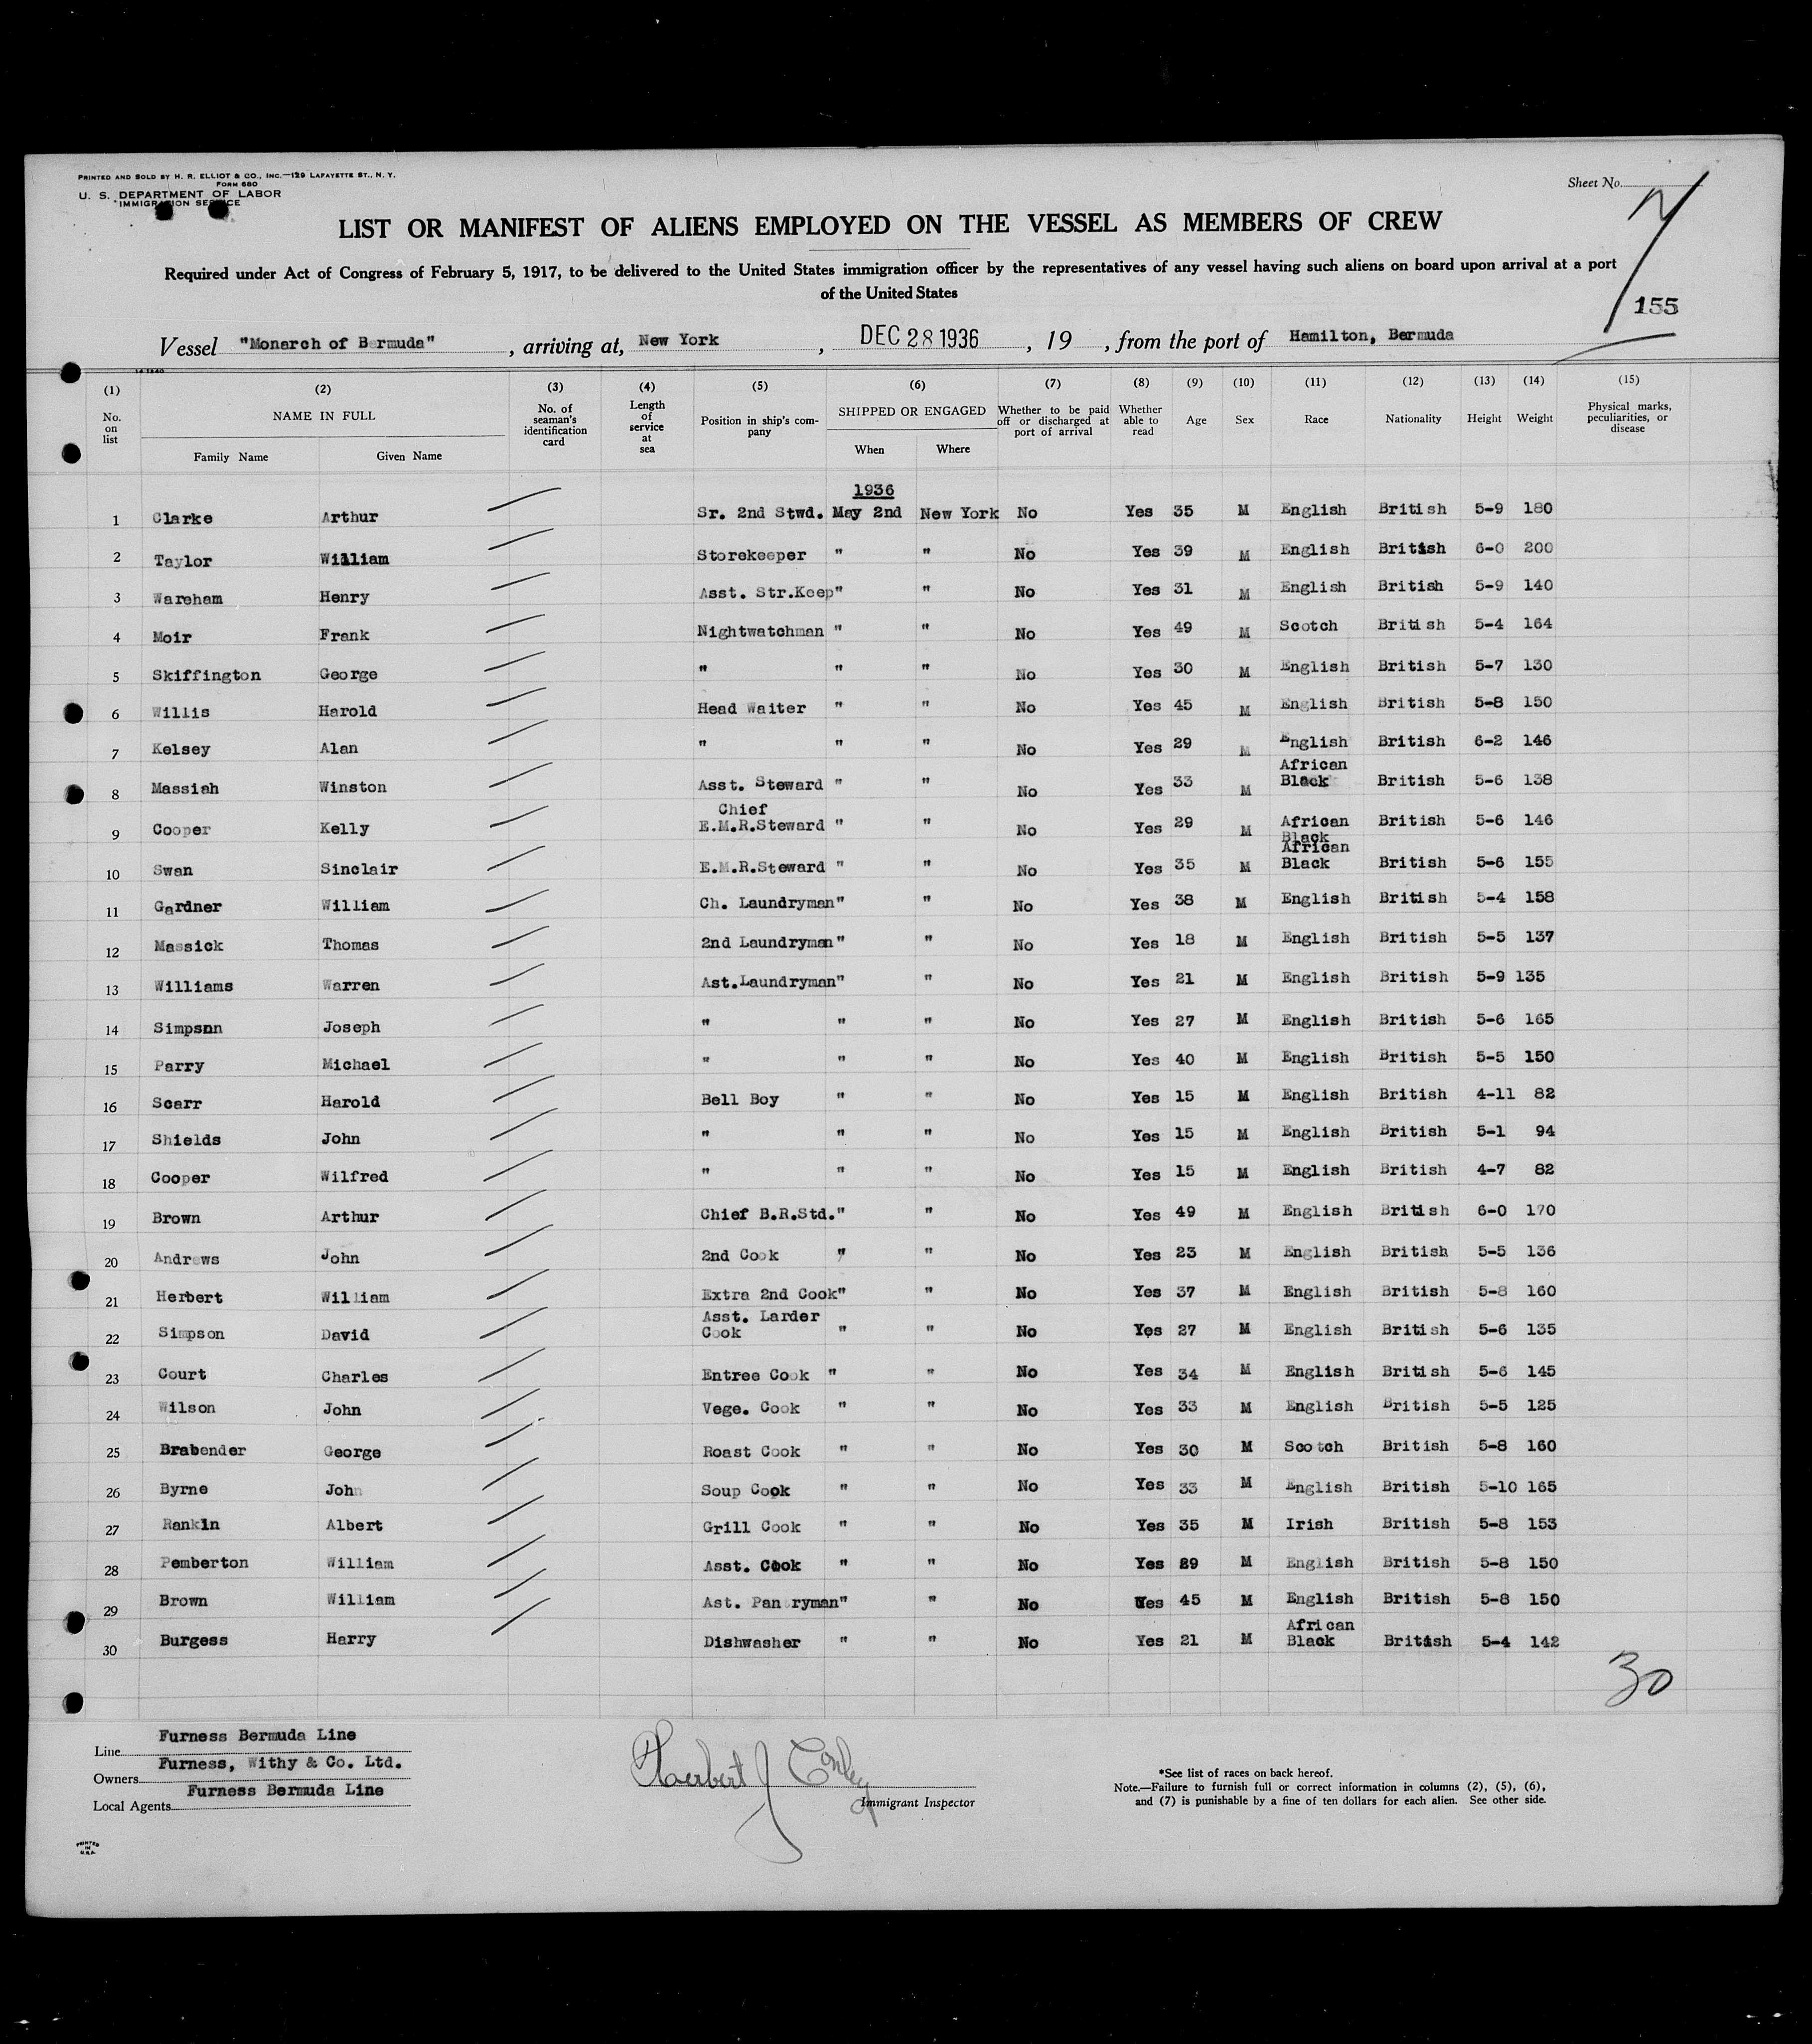 PRINTED AND SOLD BY H. R. ELLIOT & CO., INC.—129 LAFAYETTE ST., N. Y.
FORM 680
U. S. DEPARTMENT OF LABOR
IMMIGRATION SERVICE
Sheet No.
LIST OR MANIFEST OF ALIENS EMPLOYED ON THE VESSEL AS MEMBERS OF CREW
Required under Act of Congress of February 5, 1917, to be delivered to the United States immigration officer by the representatives of any vessel having such aliens on board upon arrival at a port
of the United States
155
Vessel "Monarch of Bermuda", arriving at, New York, DEC 28 1936, 19 , from the port of Hamilton, Bermuda
(1) (2) (3) (4) (5) (6) (7) (8) (9) (10) (11) (12) (13) (14) (15)
No. on list NAME IN FULL Family Name Given Name No. of seaman's identification card Length of service at sea Position in ship's company SHIPPED OR ENGAGED When Where Whether to be paid off or discharged at port of arrival Whether able to read Age Sex Race Nationality Height Weight Physical marks, peculiarities, or disease
1936
1 Clarke Arthur Sr. 2nd Stwd. May 2nd New York No Yes 35 M English British 5-9 180
2 Taylor William Storekeeper " " No Yes 39 M English British 6-0 200
3 Wareham Henry Asst. Str.Keep " " No Yes 31 M English British 5-9 140
4 Moir Frank Nightwatchman " " No Yes 49 M Scotch British 5-4 164
5 Skiffington George " " " No Yes 30 M English British 5-7 130
6 Willis Harold Head Waiter " " No Yes 45 M English British 5-8 150
7 Kelsey Alan " " " No Yes 29 M English British 6-2 146
8 Massiah Winston Asst. Steward " " No Yes 33 M African Black British 5-6 138
9 Cooper Kelly Chief E.M.R.Steward " " No Yes 29 M African Black British 5-6 146
10 Swan Sinclair E.M.R.Steward " " No Yes 35 M African Black British 5-6 155
11 Gardner William Ch. Laundryman " " No Yes 38 M English British 5-4 158
12 Massick Thomas 2nd Laundryman " " No Yes 18 M English British 5-5 137
13 Williams Warren Ast.Laundryman " " No Yes 21 M English British 5-9 135
14 Simpsnn Joseph " " " No Yes 27 M English British 5-6 165
15 Parry Michael " " " No Yes 40 M English British 5-5 150
16 Scarr Harold Bell Boy " " No Yes 15 M English British 4-11 82
17 Shields John " " " No Yes 15 M English British 5-1 94
18 Cooper Wilfred " " " No Yes 15 M English British 4-7 82
19 Brown Arthur Chief B.R.Std. " " No Yes 49 M English British 6-0 170
20 Andrews John 2nd Cook " " No Yes 23 M English British 5-5 136
21 Herbert William Extra 2nd Cook " " No Yes 37 M English British 5-8 160
22 Simpson David Asst. Larder Cook " " No Yes 27 M English British 5-6 135
23 Court Charles Entree Cook " " No Yes 34 M English British 5-6 145
24 Wilson John Vege. Cook " " No Yes 33 M English British 5-5 125
25 Brabender George Roast Cook " " No Yes 30 M Scotch British 5-8 160
26 Byrne John Soup Cook " " No Yes 33 M English British 5-10 165
27 Rankin Albert Grill Cook " " No Yes 35 M Irish British 5-8 153
28 Pemberton William Asst. Cook " " No Yes 29 M English British 5-8 150
29 Brown William Ast. Pantryman " " No Yes 45 M English British 5-8 150
30 Burgess Harry Dishwasher " " No Yes 21 M African Black British 5-4 142
30
Line Furness Bermuda Line
Owners Furness, Withy & Co. Ltd.
Local Agents Furness Bermuda Line
Herbert J Conley
Immigrant Inspector
*See list of races on back hereof.
Note.—Failure to furnish full or correct information in columns (2), (5), (6),
and (7) is punishable by a fine of ten dollars for each alien. See other side.
PRINTED
IN
U.S.A.